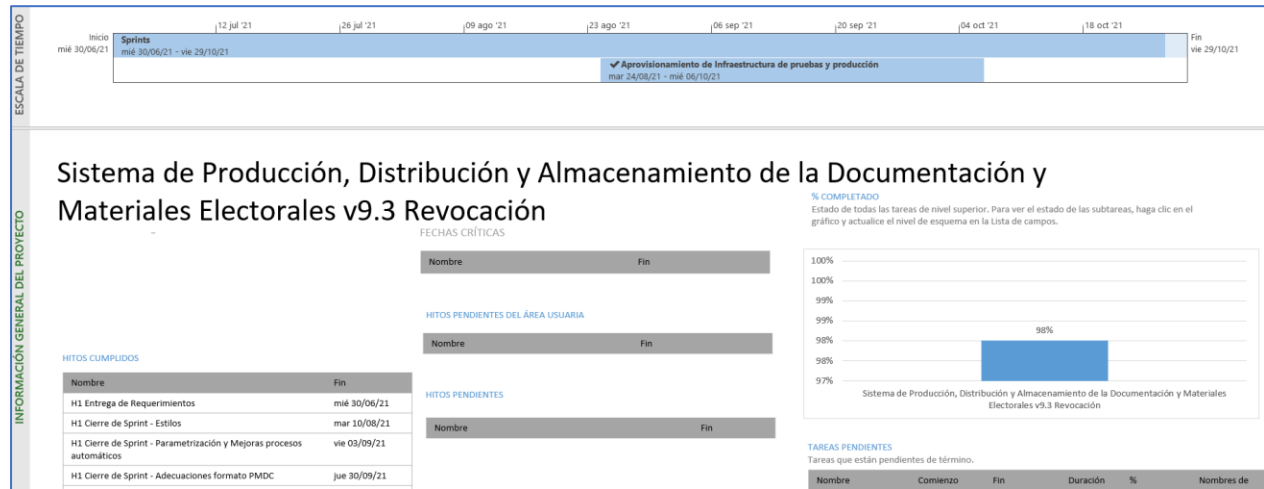 ESCALA DE TIEMPO
12 jul '21
26 jul '21
09 ago '21
23 ago '21
06 sep '21
20 sep '21
04 oct '21
18 oct '21
Inicio
mié 30/06/21
Sprints
mié 30/06/21 - vie 29/10/21
Fin
vie 29/10/21
✔Aprovisionamiento de Infraestructura de pruebas y producción
mar 24/08/21 - mié 06/10/21
INFORMACIÓN GENERAL DEL PROYECTO
Sistema de Producción, Distribución y Almacenamiento de la Documentación y
Materiales Electorales v9.3 Revocación
HITOS CUMPLIDOS
Nombre Fin
H1 Entrega de Requerimientos mié 30/06/21
H1 Cierre de Sprint - Estilos mar 10/08/21
H1 Cierre de Sprint - Parametrización y Mejoras procesos vie 03/09/21
automáticos
H1 Cierre de Sprint - Adecuaciones formato PMDC jue 30/09/21
FECHAS CRÍTICAS
Nombre Fin
HITOS PENDIENTES DEL ÁREA USUARIA
Nombre Fin
HITOS PENDIENTES
Nombre Fin
% COMPLETADO
Estado de todas las tareas de nivel superior. Para ver el estado de las subtareas, haga clic en el
gráfico y actualice el nivel de esquema en la Lista de campos.
100%
100%
99%
99%
98%
98%
97%
98%
Sistema de Producción, Distribución y Almacenamiento de la Documentación y Materiales
Electorales v9.3 Revocación
TAREAS PENDIENTES
Tareas que están pendientes de término.
Nombre Comienzo Fin Duración % Nombres de